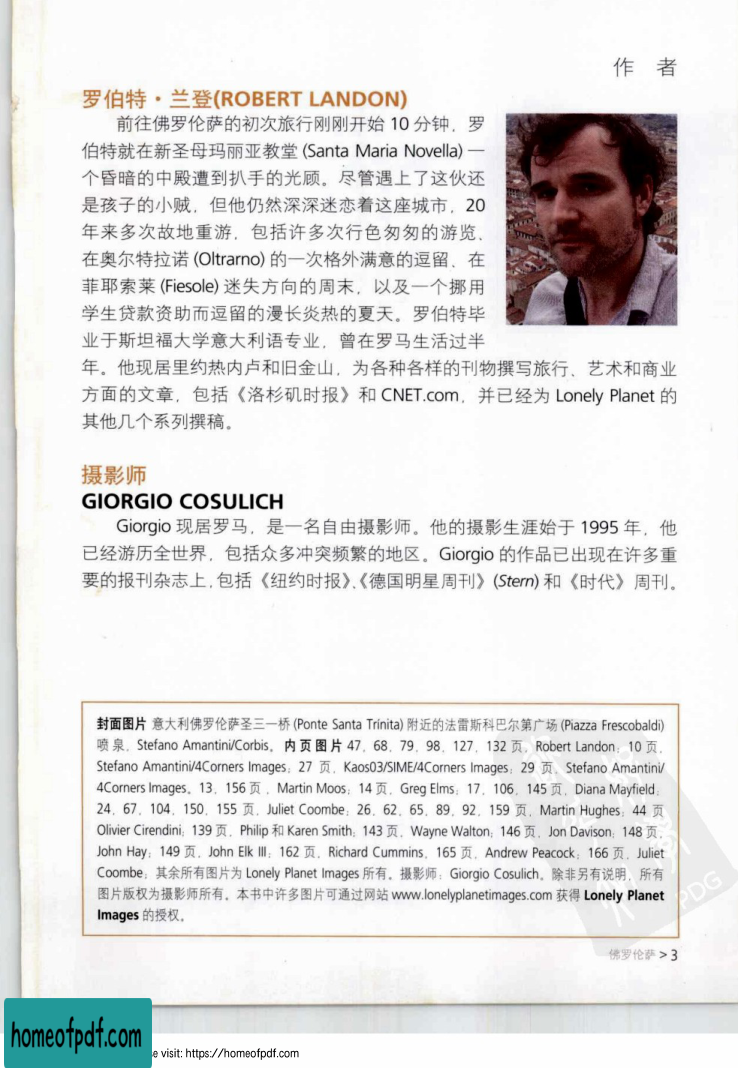 作 者
罗伯特·兰登(ROBERT LANDON)
前往佛罗伦萨的初次旅行刚刚开始 10 分钟，罗
伯特就在新圣母玛丽亚教堂 (Santa Maria Novella) 一
个昏暗的中殿遭到扒手的光顾。尽管遇上了这伙还
是孩子的小贼，但他仍然深深迷恋着这座城市，20
年来多次故地重游，包括许多次行色匆匆的游览、
在奥尔特拉诺 (Oltrarno) 的一次格外满意的逗留、在
菲耶索莱 (Fiesole) 迷失方向的周末，以及一个挪用
学生贷款资助而逗留的漫长炎热的夏天。罗伯特毕
业于斯坦福大学意大利语专业，曾在罗马生活过半
年。他现居里约热内卢和旧金山，为各种各样的刊物撰写旅行、艺术和商业
方面的文章，包括《洛杉矶时报》和 CNET.com，并已经为 Lonely Planet 的
其他几个系列撰稿。
摄影师
GIORGIO COSULICH
Giorgio 现居罗马，是一名自由摄影师。他的摄影生涯始于 1995 年，他
已经游历全世界，包括众多冲突频繁的地区。Giorgio 的作品已出现在许多重
要的报刊杂志上，包括《纽约时报》、《德国明星周刊》(Stern) 和《时代》周刊。
封面图片 意大利佛罗伦萨圣三一桥 (Ponte Santa Trínita) 附近的法雷斯科巴尔第广场 (Piazza Frescobaldi)
喷泉，Stefano Amantini/Corbis。内页图片 47，68，79，98，127，132 页，Robert Landon；10 页，
Stefano Amantini/4Corners Images；27 页，Kaos03/SIME/4Corners Images；29 页，Stefano Amantini/
4Corners Images。13，156 页，Martin Moos；14 页，Greg Elms；17，106，145 页，Diana Mayfield；
24，67，104，150，155 页，Juliet Coombe；26，62，65，89，92，159 页，Martin Hughes；44 页
Olivier Cirendini；139 页，Philip 和 Karen Smith；143 页，Wayne Walton；146 页，Jon Davison；148 页，
John Hay；149 页，John Elk III；162 页，Richard Cummins，165 页，Andrew Peacock；166 页，Juliet
Coombe；其余所有图片为 Lonely Planet Images 所有。摄影师：Giorgio Cosulich。除非另有说明，所有
图片版权为摄影师所有。本书中许多图片可通过网站 www.lonelyplanetimages.com 获得 Lonely Planet
Images 的授权。
PDG
佛罗伦萨 > 3
homeofpdf.com
e visit: https://homeofpdf.com